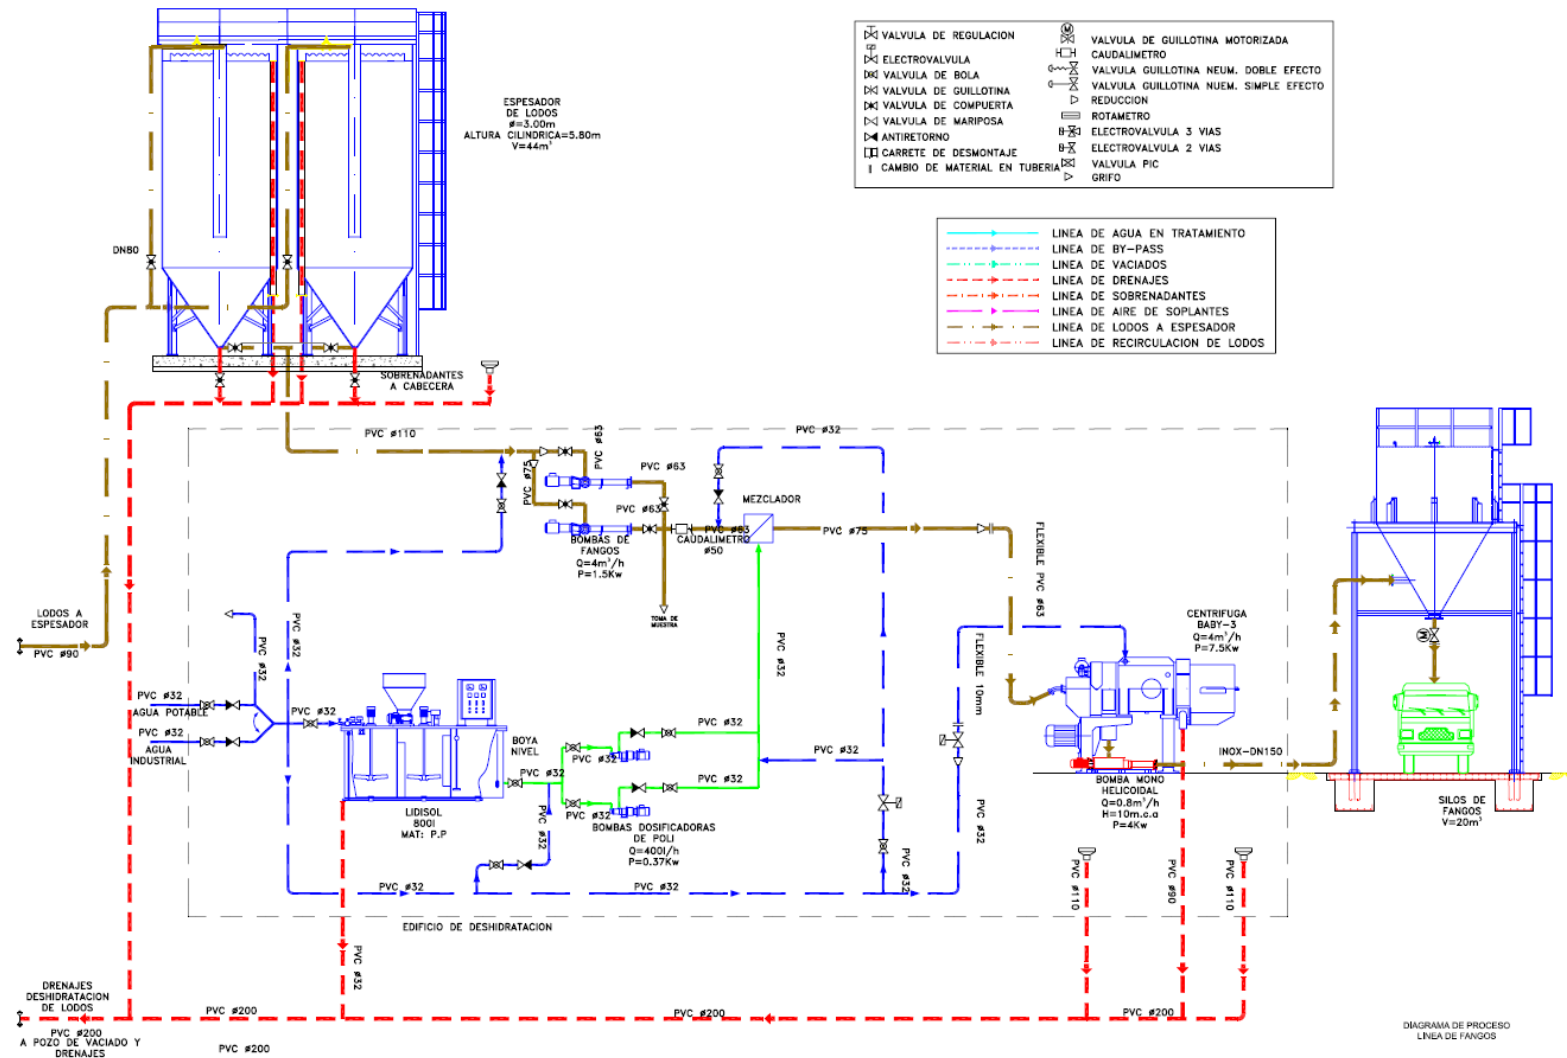 ESPESADOR
DE LODOS
ø=3.00m
ALTURA CILINDRICA=5.80m
V=44m³
VALVULA DE REGULACION
ELECTROVALVULA
VALVULA DE BOLA
VALVULA DE GUILLOTINA
VALVULA DE COMPUERTA
VALVULA DE MARIPOSA
ANTIRETORNO
CARRETE DE DESMONTAJE
CAMBIO DE MATERIAL EN TUBERIA
M
VALVULA DE GUILLOTINA MOTORIZADA
CAUDALIMETRO
VALVULA GUILLOTINA NEUM. DOBLE EFECTO
VALVULA GUILLOTINA NUEM. SIMPLE EFECTO
REDUCCION
ROTAMETRO
ELECTROVALVULA 3 VIAS
ELECTROVALVULA 2 VIAS
VALVULA PIC
GRIFO
LINEA DE AGUA EN TRATAMIENTO
LINEA DE BY-PASS
LINEA DE VACIADOS
LINEA DE DRENAJES
LINEA DE SOBRENADANTES
LINEA DE AIRE DE SOPLANTES
LINEA DE LODOS A ESPESADOR
LINEA DE RECIRCULACION DE LODOS
DN80
SOBRENADANTES
A CABECERA
PVC ø110
PVC ø63
PVC ø75
PVC ø63
PVC ø63
PVC ø32
MEZCLADOR
PVC ø63
CAUDALIMETRO
ø50
PVC ø75
BOMBAS DE
FANGOS
Q=4m³/h
P=1.5Kw
TOMA DE
MUESTRA
FLEXIBLE PVC ø63
LODOS A
ESPESADOR
PVC ø90
PVC ø32
PVC ø32
PVC ø32
AGUA POTABLE
PVC ø32
AGUA
INDUSTRIAL
PVC ø32
LIDISOL
800l
MAT: P.P
BOYA
NIVEL
PVC ø32
PVC ø32
PVC ø32
PVC ø32
PVC ø32
PVC ø32
BOMBAS DOSIFICADORAS
DE POLI
Q=400l/h
P=0.37Kw
PVC ø32
PVC ø32
PVC ø32
FLEXIBLE 10mm
CENTRIFUGA
BABY-3
Q=4m³/h
P=7.5Kw
INOX-DN150
BOMBA MONO
HELICOIDAL
Q=0.8m³/h
H=10m.c.a
P=4Kw
M
SILOS DE
FANGOS
V=20m³
PVC ø32
PVC ø32
PVC ø32
PVC ø32
PVC ø110
PVC ø90
PVC ø110
EDIFICIO DE DESHIDRATACION
PVC ø32
DRENAJES
DESHIDRATACION
DE LODOS
PVC ø200
PVC ø200
PVC ø200
PVC ø200
A POZO DE VACIADO Y
DRENAJES
PVC ø200
DIAGRAMA DE PROCESO
LINEA DE FANGOS